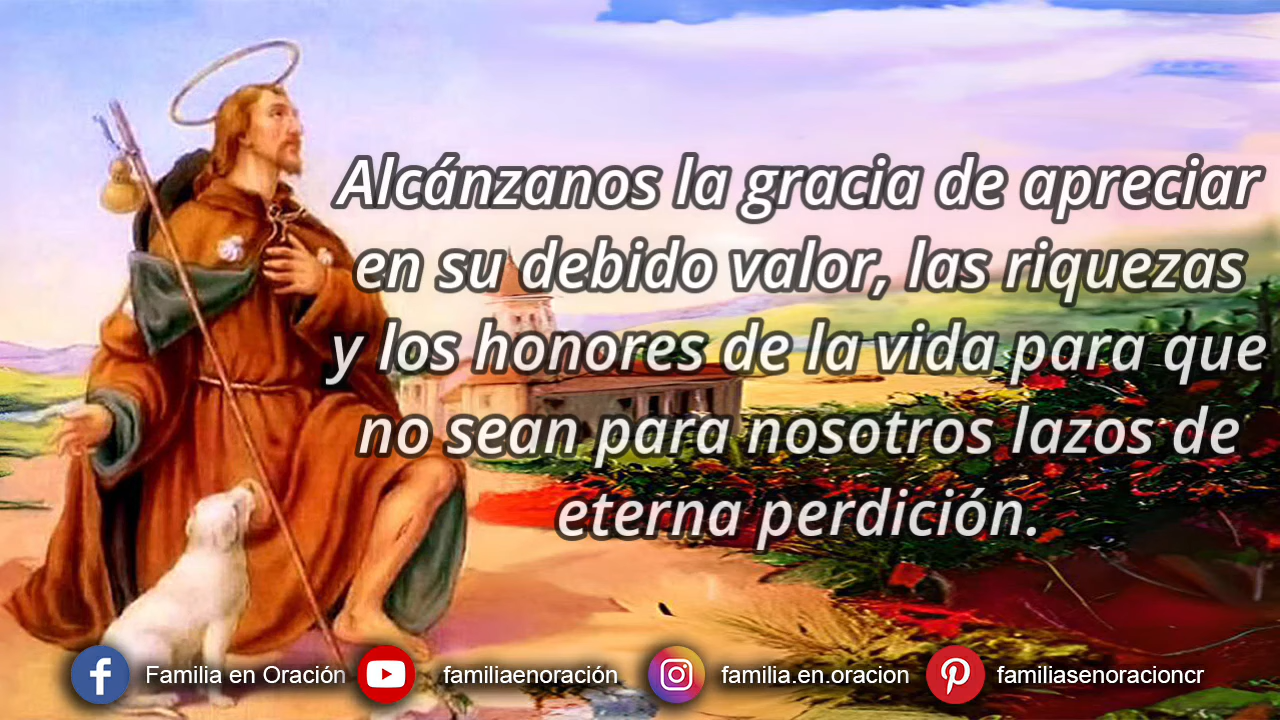 Alcánzanos la gracia de apreciar
en su debido valor, las riquezas
y los honores de la vida para que
no sean para nosotros lazos de
eterna perdición.
Familia en Oración
familiaenoración
familia.en.oracion
familiasenoracioncr